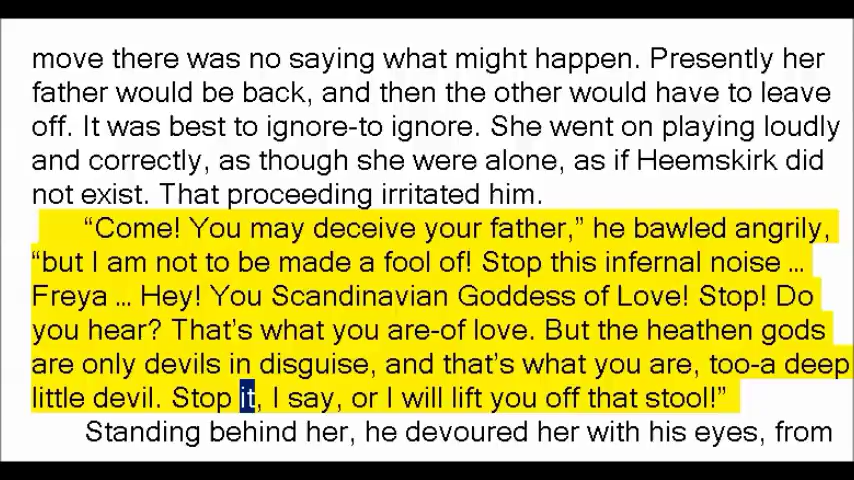 move there was no saying what might happen. Presently her
father would be back, and then the other would have to leave
off. It was best to ignore-to ignore. She went on playing loudly
and correctly, as though she were alone, as if Heemskirk did
not exist. That proceeding irritated him.
“Come! You may deceive your father,” he bawled angrily,
“but I am not to be made a fool of! Stop this infernal noise ...
Freya ... Hey! You Scandinavian Goddess of Love! Stop! Do
you hear? That’s what you are-of love. But the heathen gods
are only devils in disguise, and that’s what you are, too-a deep
little devil. Stop it, I say, or I will lift you off that stool!”
Standing behind her, he devoured her with his eyes, from